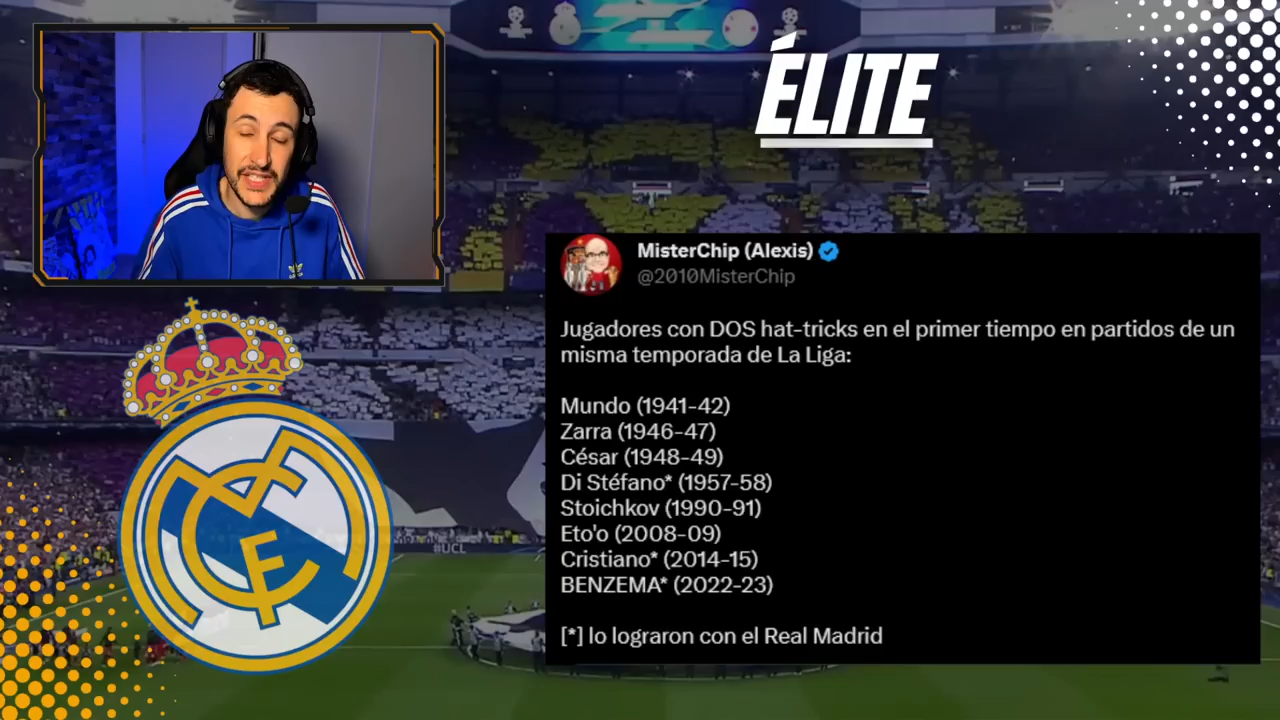 ÉLITE
MisterChip (Alexis)
@2010MisterChip
Jugadores con DOS hat-tricks en el primer tiempo en partidos de un
misma temporada de La Liga:
Mundo (1941-42)
Zarra (1946-47)
César (1948-49)
Di Stéfano* (1957-58)
Stoichkov (1990-91)
Eto'o (2008-09)
Cristiano* (2014-15)
BENZEMA* (2022-23)
[*] lo lograron con el Real Madrid
#UCL